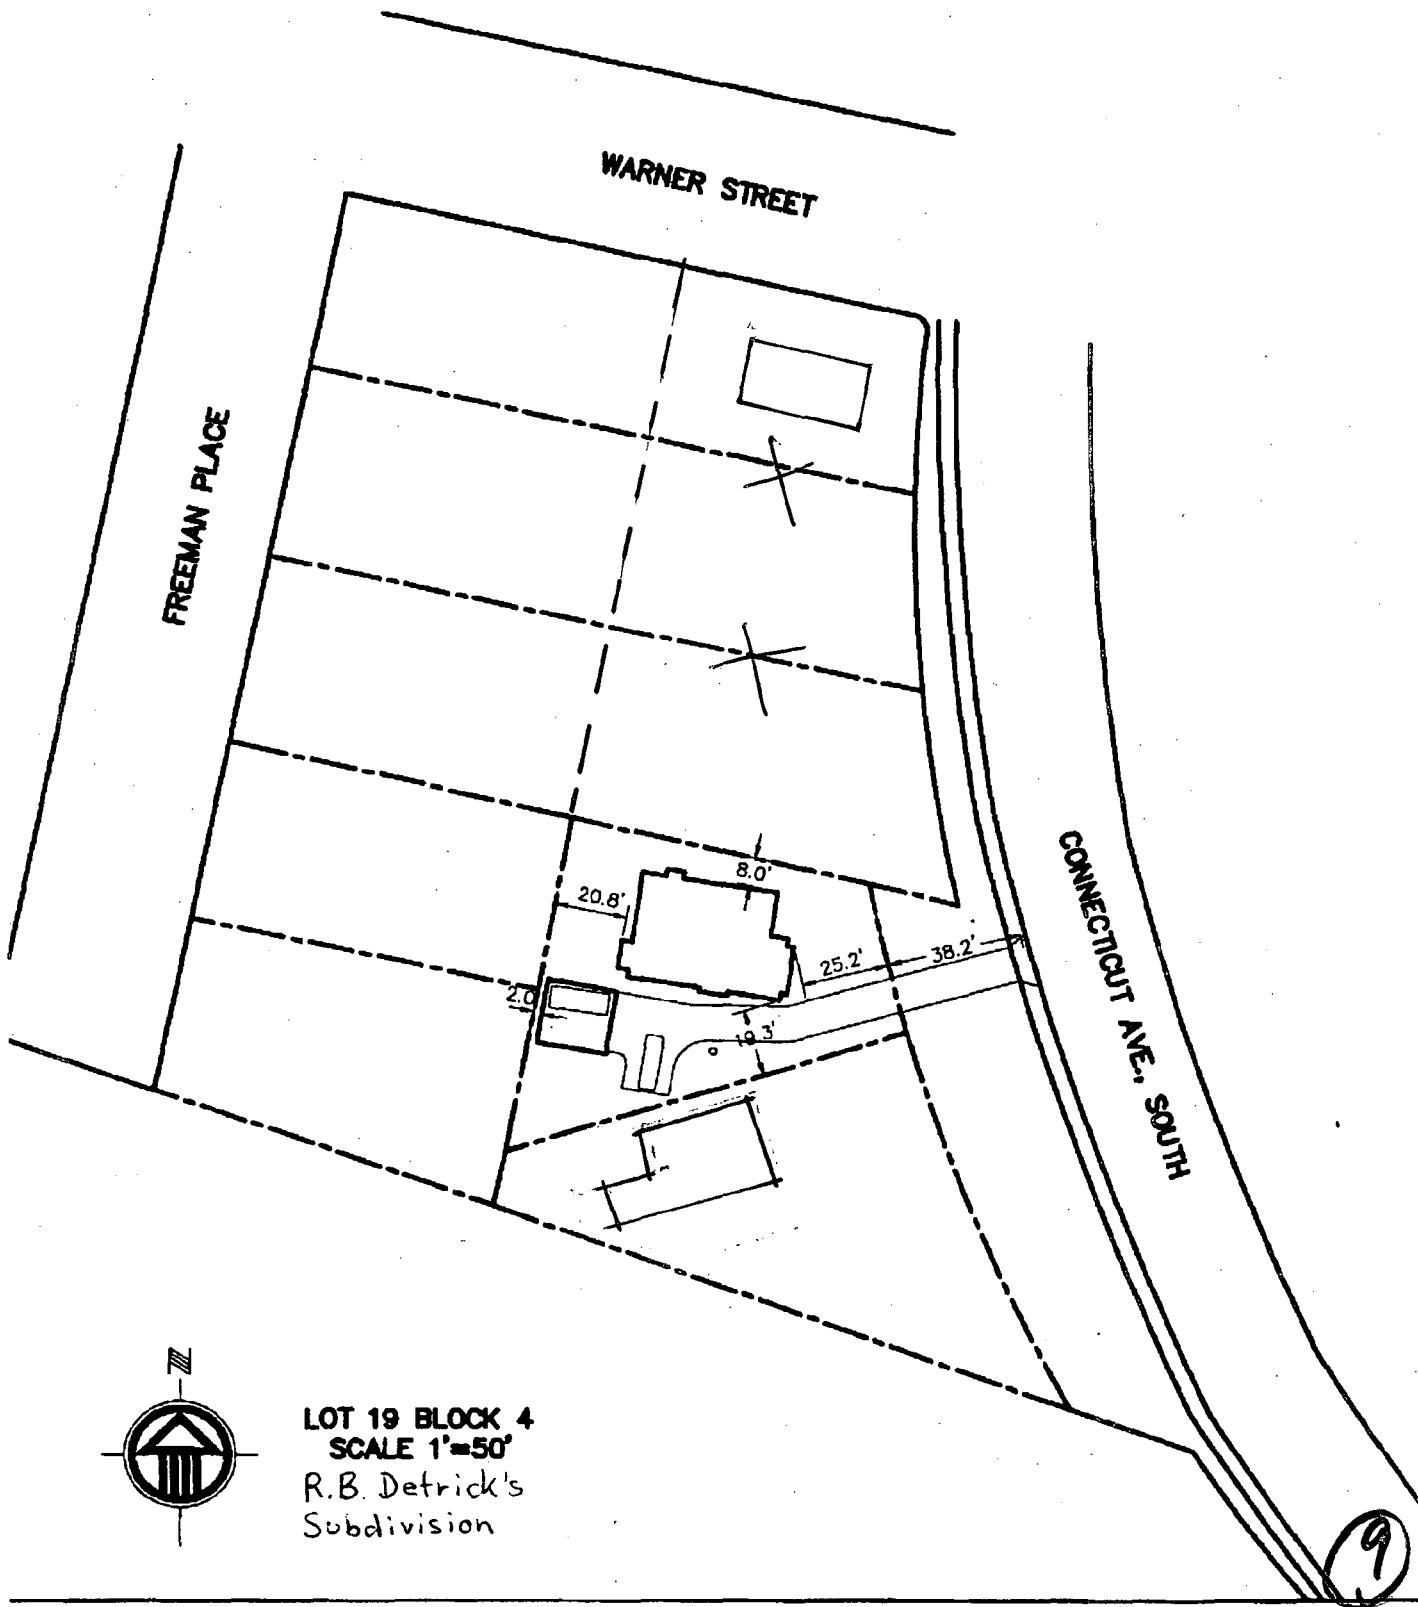 WARNER STREET
FREEMAN PLACE
8.0'
20.8'
25.2'
38.2'
CONNECTICUT AVE., SOUTH
2.0
19.3'
N
LOT 19 BLOCK 4
SCALE 1'=50'
R.B. Detrick's
Subdivision
9